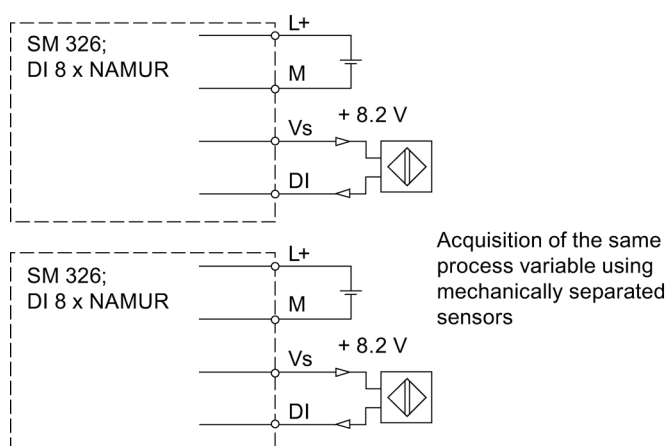 L+
SM 326;
DI 8 x NAMUR
M
Vs
+ 8.2 V
DI
Acquisition of the same
process variable using
mechanically separated
sensors
L+
SM 326;
DI 8 x NAMUR
M
Vs
+ 8.2 V
DI